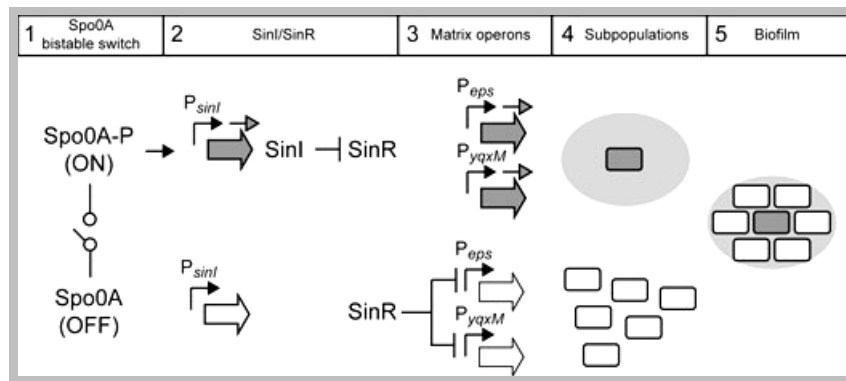 1 Spo0A
bistable switch
2 SinI/SinR
3 Matrix operons
4 Subpopulations
5 Biofilm
Spo0A-P
(ON)
PsinI
SinI
SinR
Peps
PyqxM
Spo0A
(OFF)
PsinI
SinR
Peps
PyqxM